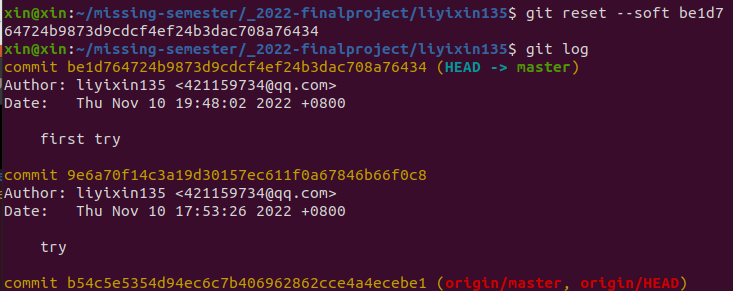 xin@xin:~/missing-semester/_2022-finalproject/liyixin135$ git reset --soft be1d7
64724b9873d9cdcf4ef24b3dac708a76434
xin@xin:~/missing-semester/_2022-finalproject/liyixin135$ git log
commit be1d764724b9873d9cdcf4ef24b3dac708a76434 (HEAD -> master)
Author: liyixin135 <421159734@qq.com>
Date:   Thu Nov 10 19:48:02 2022 +0800
first try
commit 9e6a70f14c3a19d30157ec611f0a67846b66f0c8
Author: liyixin135 <421159734@qq.com>
Date:   Thu Nov 10 17:53:26 2022 +0800
try
commit b54c5e5354d94ec6c7b406962862cce4a4ecebe1 (origin/master, origin/HEAD)